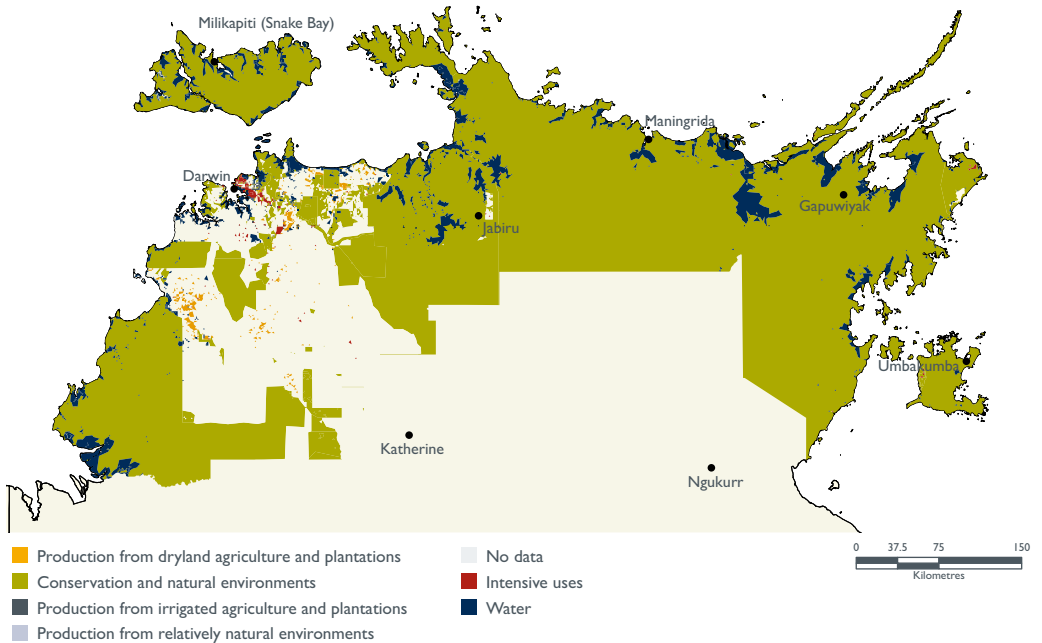 Milikapiti (Snake Bay)
Maningrida
Darwin
Gapuwiyak
Jabiru
Umbakumba
Katherine
Ngukurr
Production from dryland agriculture and plantations
Conservation and natural environments
Production from irrigated agriculture and plantations
Production from relatively natural environments
No data
Intensive uses
Water
0 37.5 75 150
Kilometres